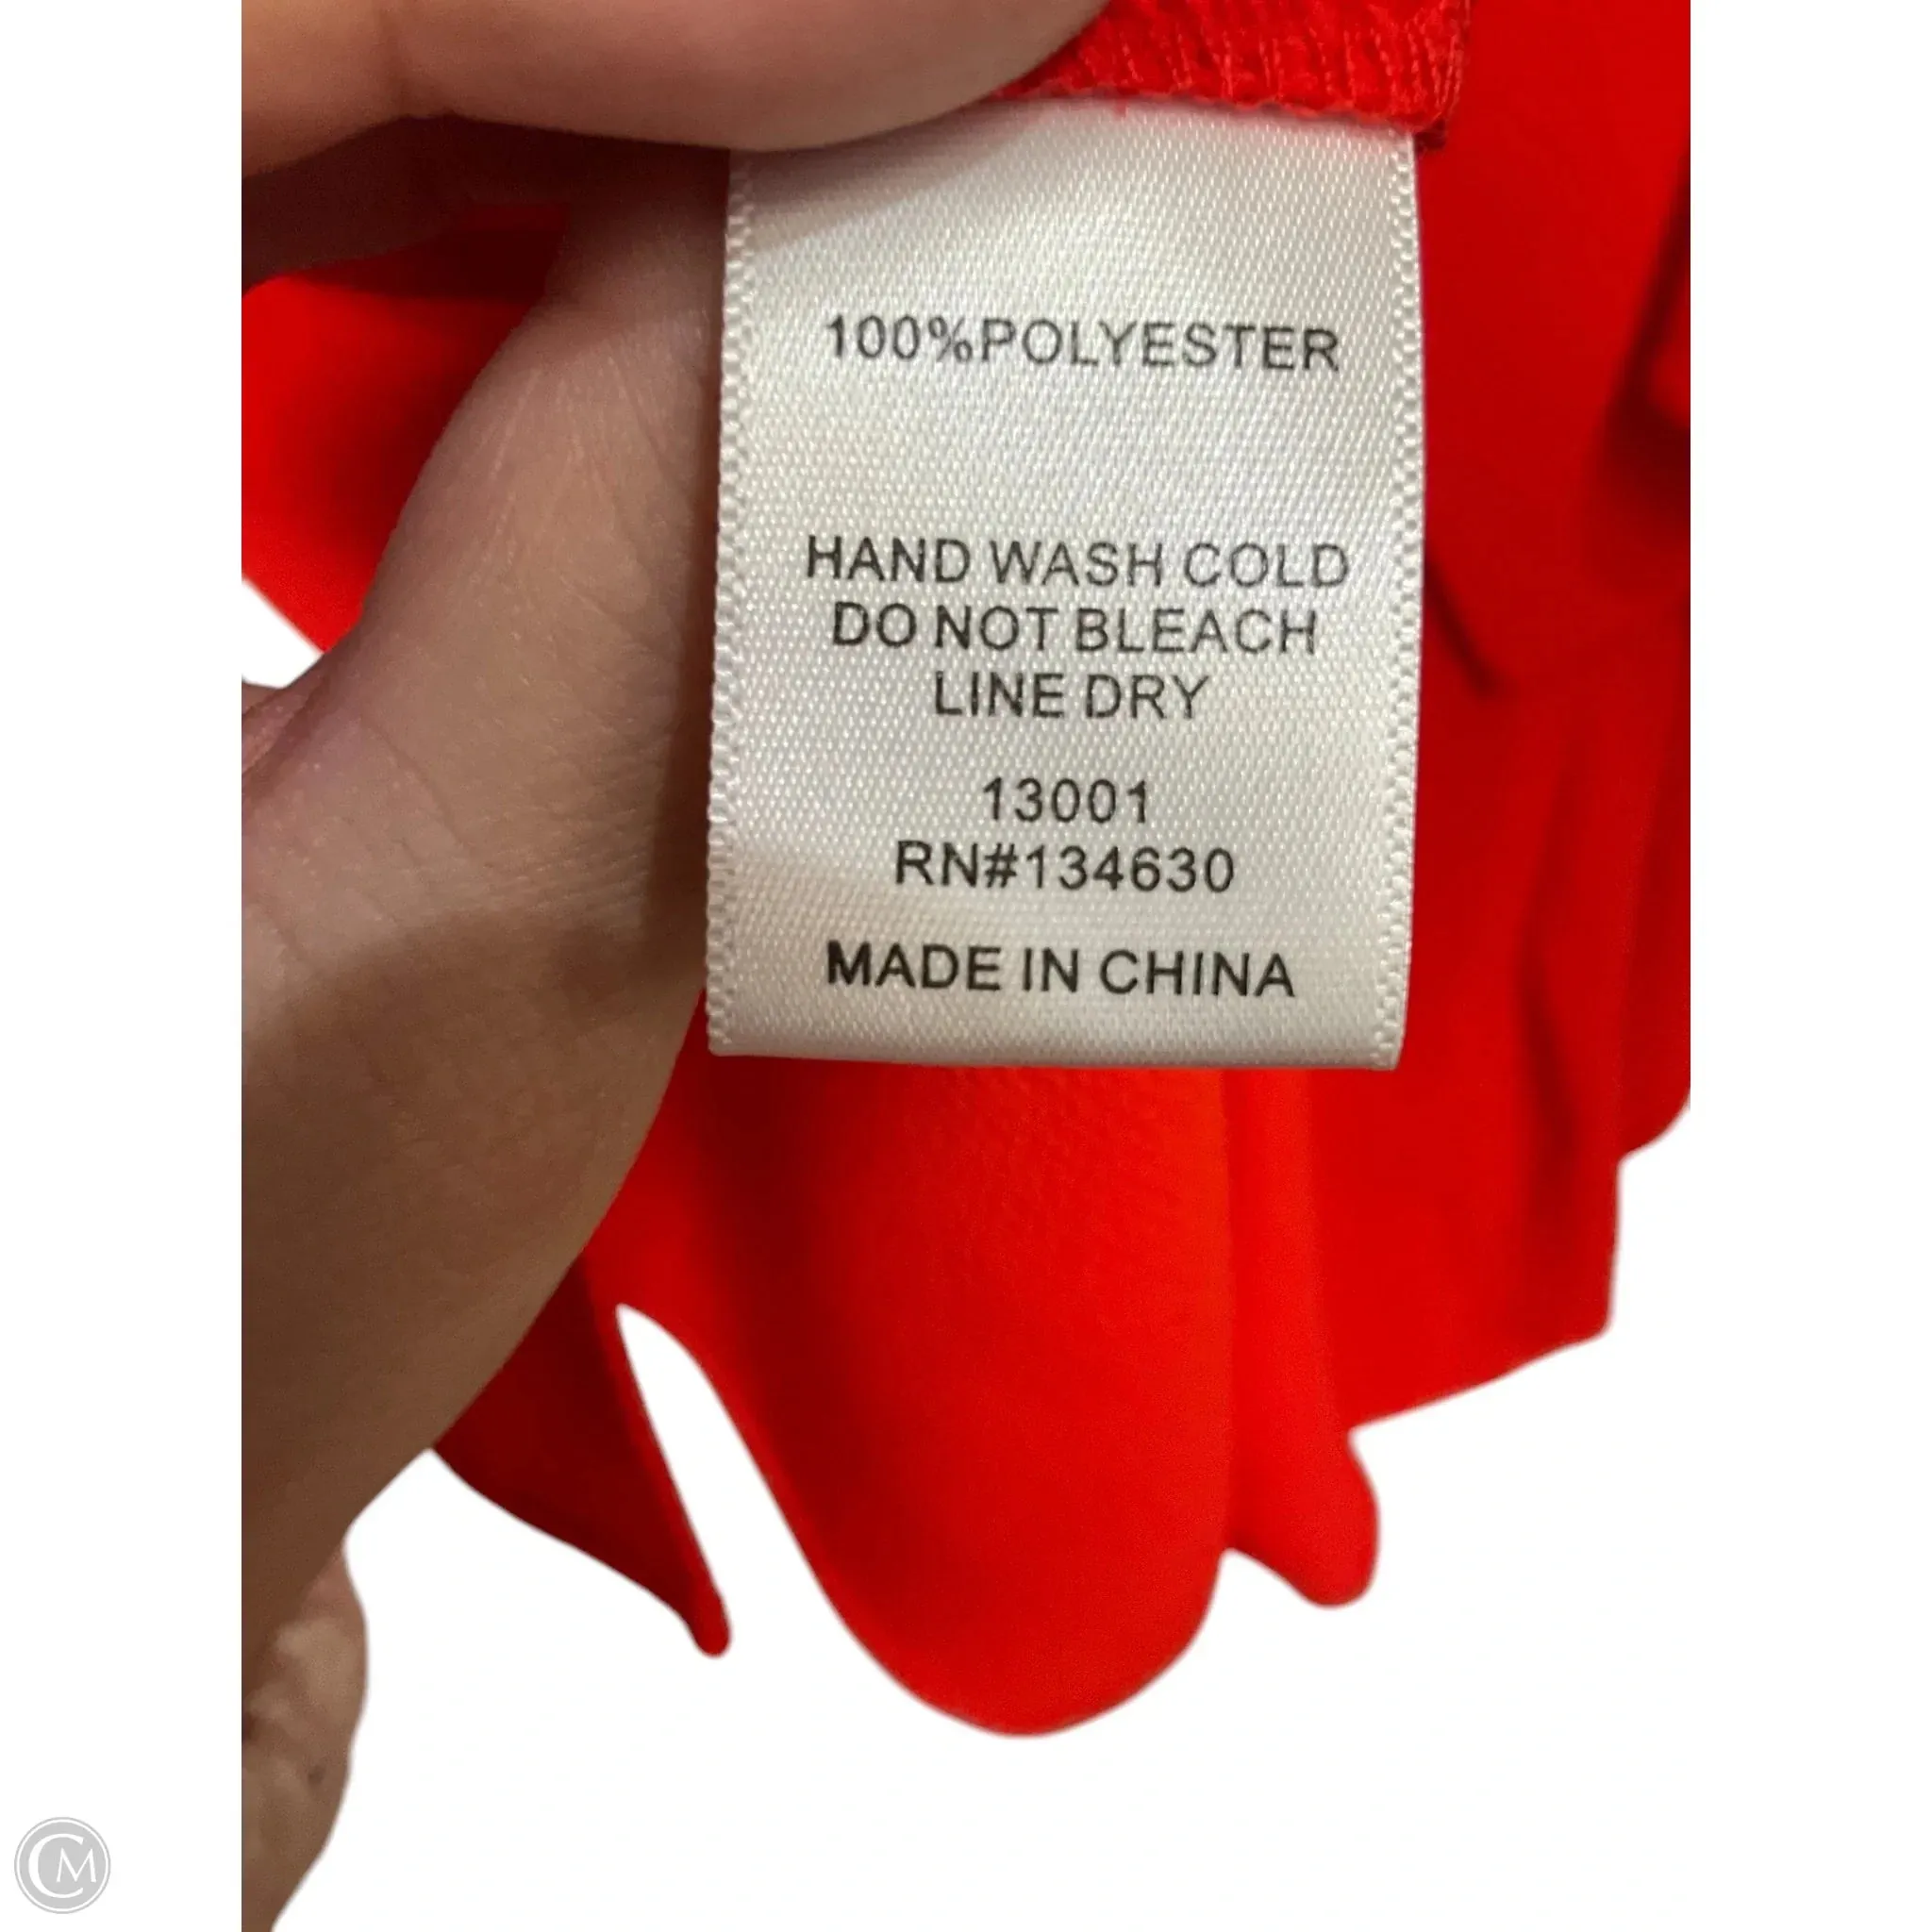 100%POLYESTER
HAND WASH COLD
DO NOT BLEACH
LINE DRY
13001
RN#134630
MADE IN CHINA
CM